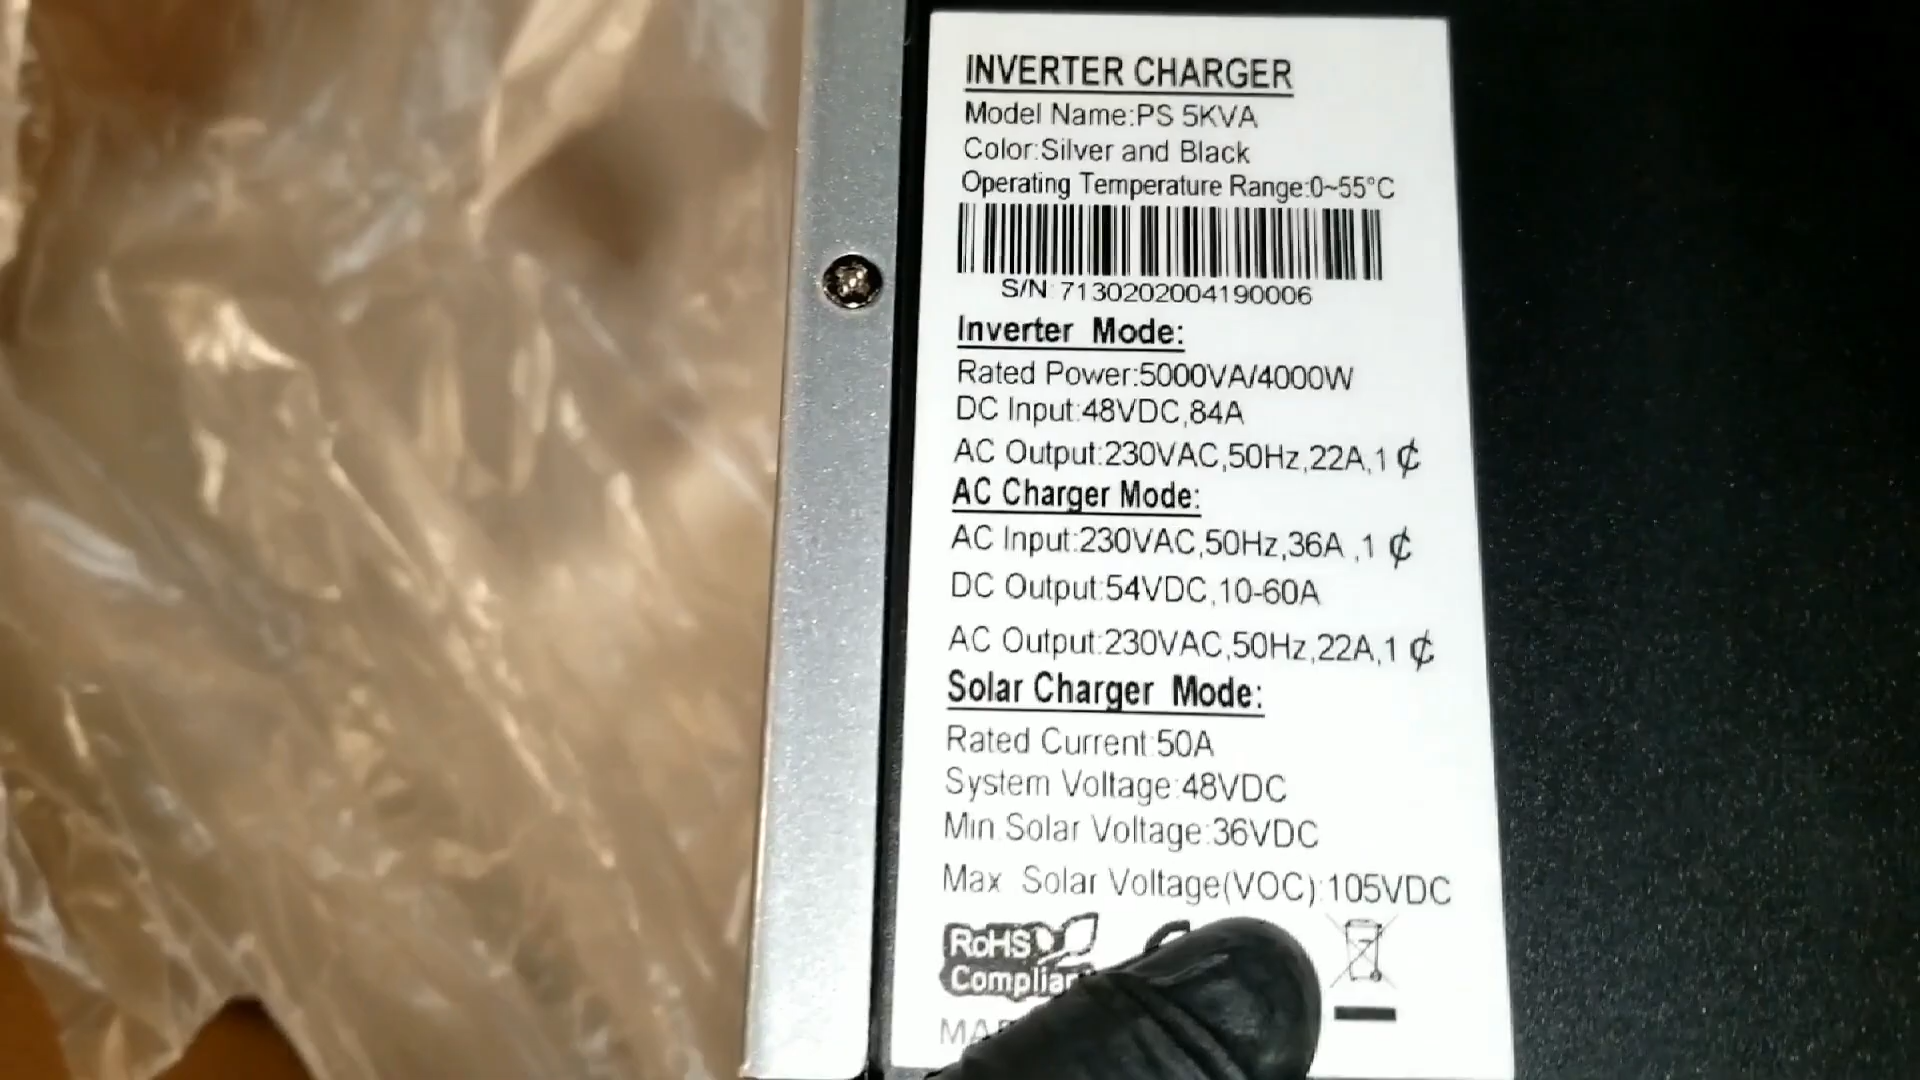 INVERTER CHARGER
Model Name:PS 5KVA
Color:Silver and Black
Operating Temperature Range:0~55°C
S/N: 7130202004190006
Inverter Mode:
Rated Power:5000VA/4000W
DC Input:48VDC,84A
AC Output:230VAC,50Hz,22A,1 ₵
AC Charger Mode:
AC Input:230VAC,50Hz,36A ,1 ₵
DC Output:54VDC,10-60A
AC Output:230VAC,50Hz,22A,1 ₵
Solar Charger Mode:
Rated Current:50A
System Voltage:48VDC
Min.Solar Voltage:36VDC
Max Solar Voltage(VOC):105VDC
RoHS